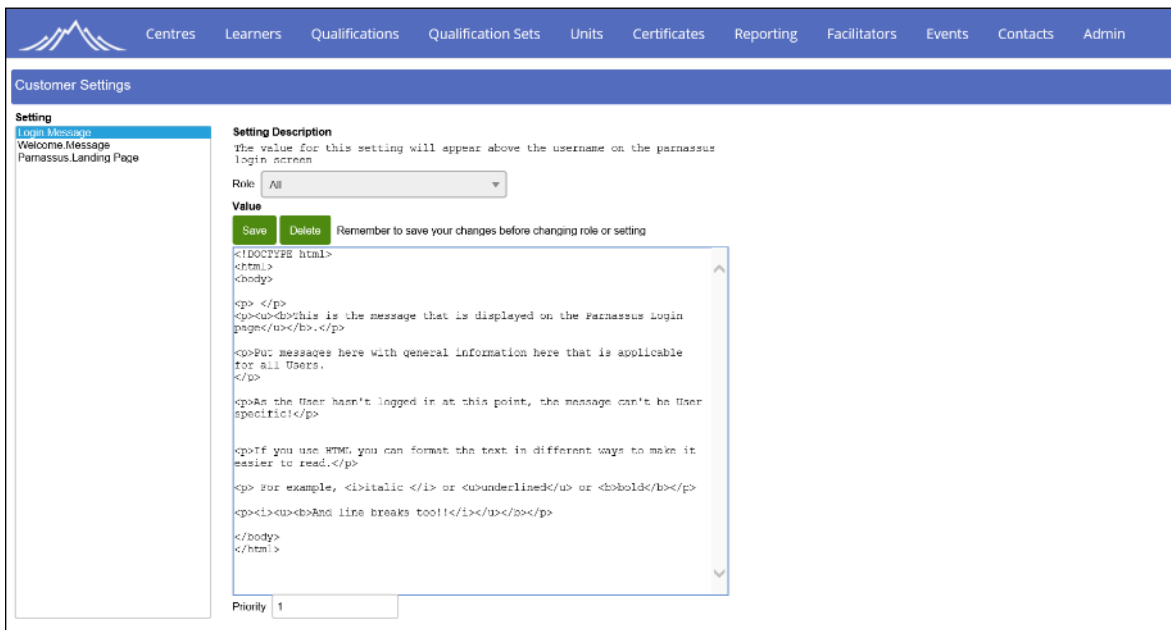 Centres Learners Qualifications Qualification Sets Units Certificates Reporting Facilitators Events Contacts Admin
Customer Settings
Setting
Login.Message
Welcome.Message
Parnassus.Landing Page
Setting Description
The value for this setting will appear above the username on the parnassus
login screen
Role All
Value
Save Delete Remember to save your changes before changing role or setting
<!DOCTYPE html>
<html>
<body>
<p> </p>
<p><u><b>This is the message that is displayed on the Parnassus Login
page</u></b>.</p>
<p>Put messages here with general information here that is applicable
for all Users.
</p>
<p>As the User hasn't logged in at this point, the message can't be User
specific!</p>
<p>If you use HTML you can format the text in different ways to make it
easier to read.</p>
<p> For example, <i>italic </i> or <u>underlined</u> or <b>bold</b></p>
<p><i><u><b>And line breaks too!!</i></u></b></p>
</body>
</html>
Priority 1